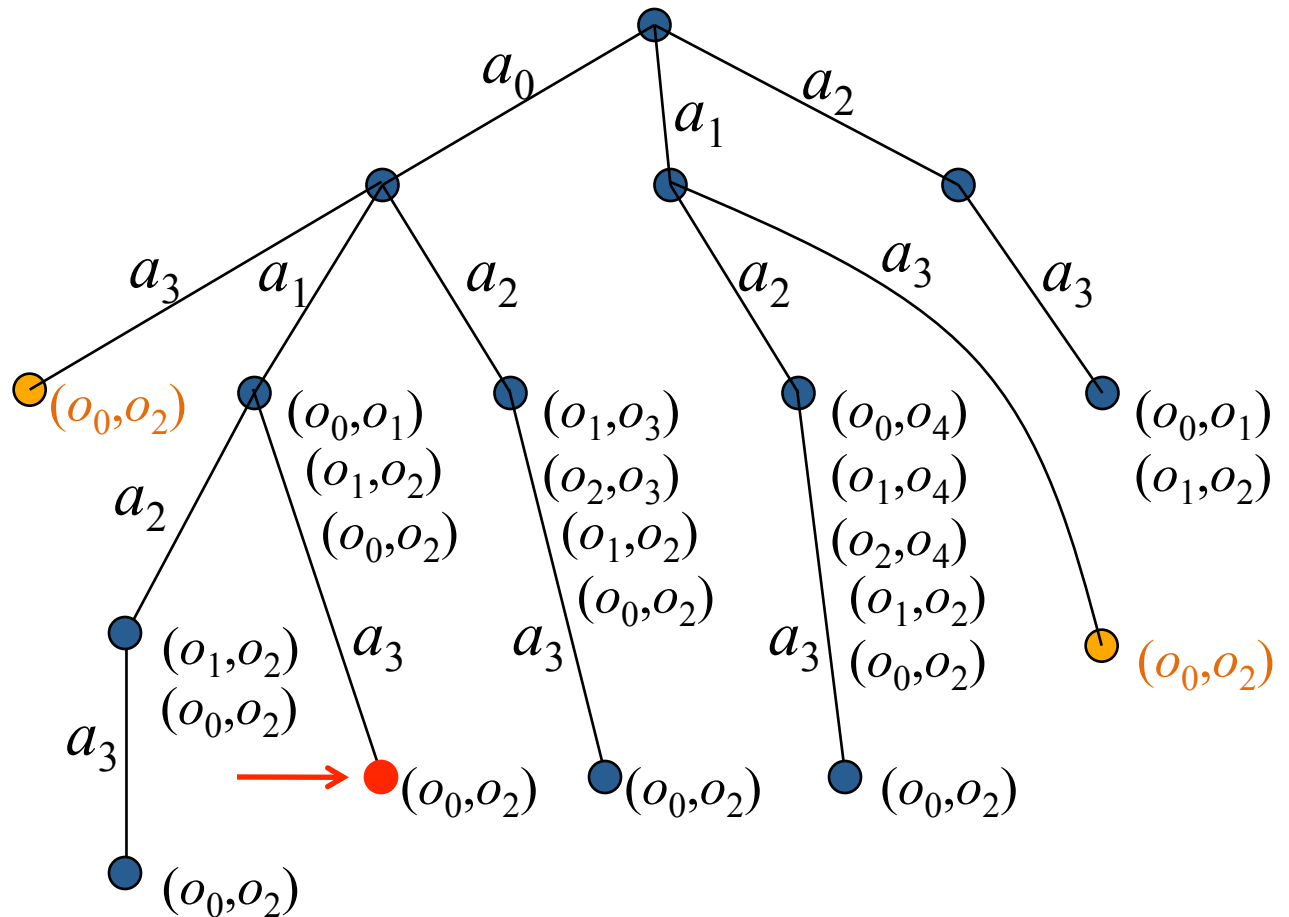 a₀
a₁
a₂
a₃
a₁
a₂
a₂
a₃
a₃
(o₀,o₂)
(o₀,o₁)
(o₁,o₂)
(o₀,o₂)
(o₁,o₃)
(o₂,o₃)
(o₁,o₂)
(o₀,o₂)
(o₀,o₄)
(o₁,o₄)
(o₂,o₄)
(o₁,o₂)
(o₀,o₂)
(o₀,o₁)
(o₁,o₂)
a₂
a₃
a₃
a₃
(o₁,o₂)
(o₀,o₂)
(o₀,o₂)
a₃
(o₀,o₂)
(o₀,o₂)
(o₀,o₂)
(o₀,o₂)